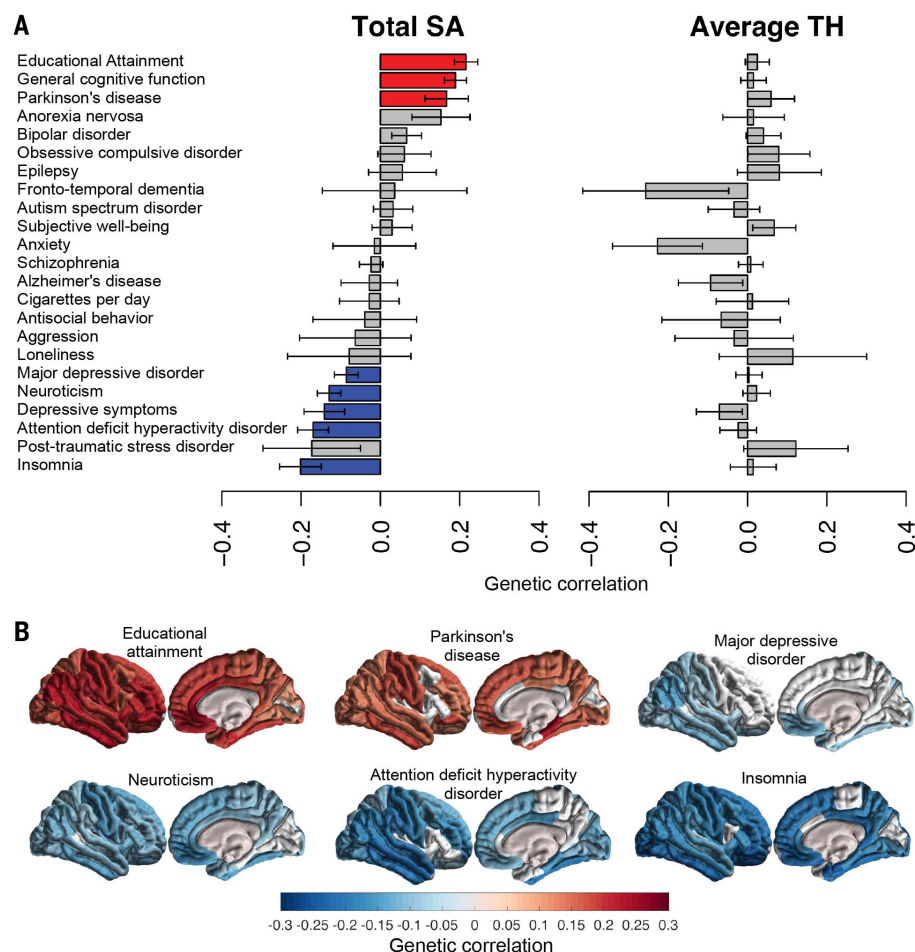 A
Total SA
Average TH
Educational Attainment
General cognitive function
Parkinson's disease
Anorexia nervosa
Bipolar disorder
Obsessive compulsive disorder
Epilepsy
Fronto-temporal dementia
Autism spectrum disorder
Subjective well-being
Anxiety
Schizophrenia
Alzheimer's disease
Cigarettes per day
Antisocial behavior
Aggression
Loneliness
Major depressive disorder
Neuroticism
Depressive symptoms
Attention deficit hyperactivity disorder
Post-traumatic stress disorder
Insomnia
−0.4 −0.2 0.0 0.2 0.4
−0.4 −0.2 0.0 0.2 0.4
Genetic correlation
B
Educational
attainment
Parkinson's
disease
Major depressive
disorder
Neuroticism
Attention deficit hyperactivity
disorder
Insomnia
-0.3 -0.25 -0.2 -0.15 -0.1 -0.05 0 0.05 0.1 0.15 0.2 0.25 0.3
Genetic correlation